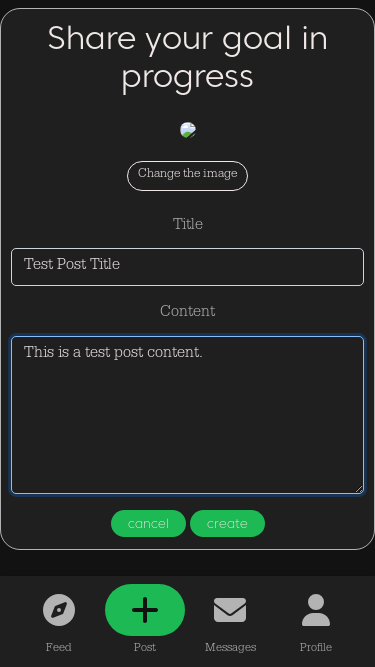 Share your goal in
progress
Change the image
Title
Test Post Title
Content
This is a test post content.
cancel create
Feed Post Messages Profile